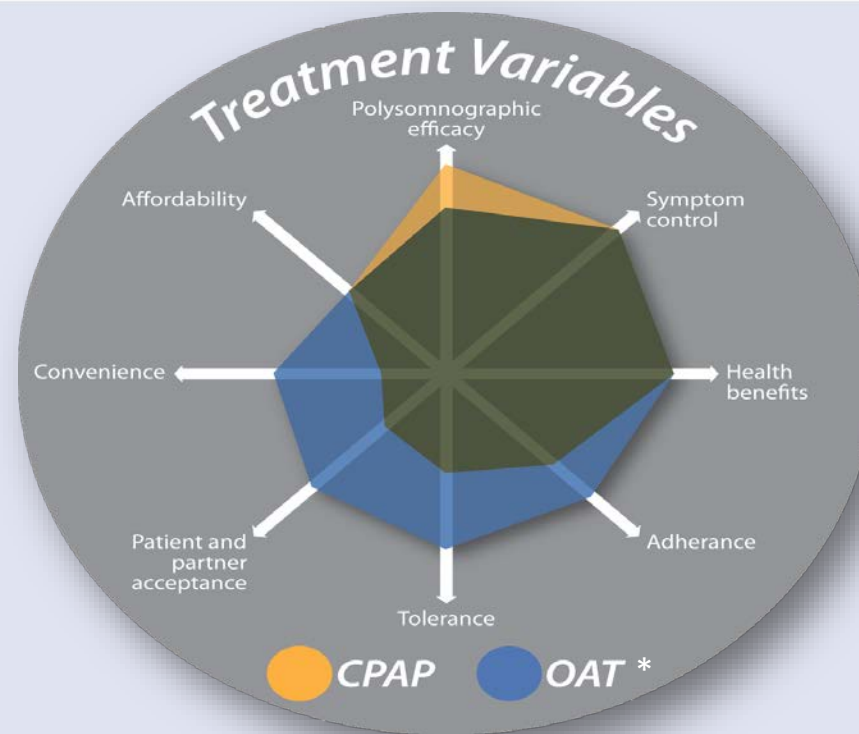 Treatment Variables
Polysomnographic
efficacy
Affordability
Symptom
control
Convenience
Health
benefits
Patient and
partner
acceptance
Adherance
Tolerance
CPAP
OAT *